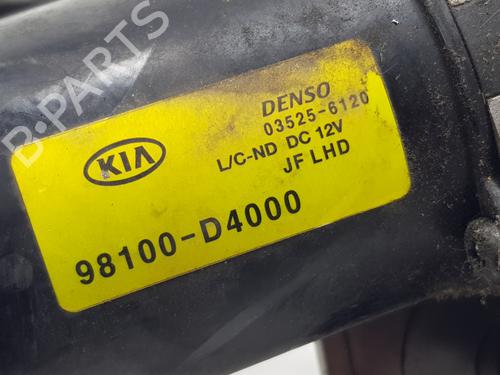 DENSO
03525-6120
L/C-ND DC 12V
JF LHD
KIA
98100-D4000
B-PARTS